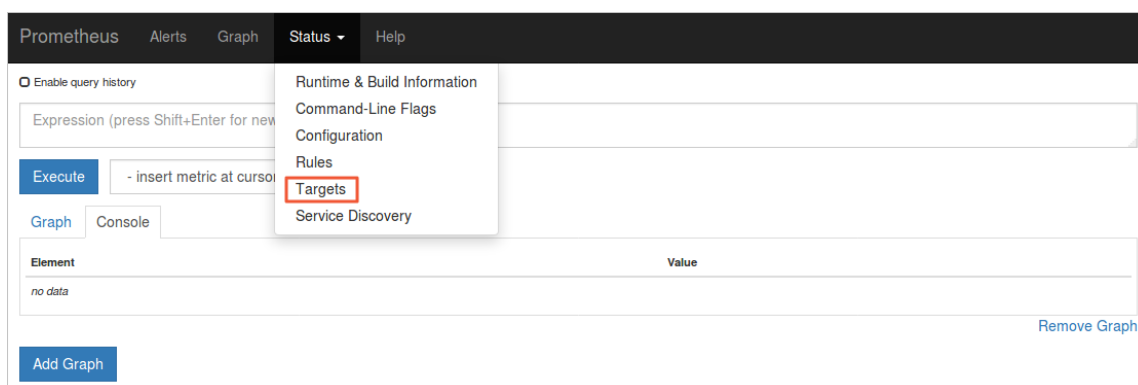 Prometheus Alerts Graph Status Help
Enable query history
Runtime & Build Information
Command-Line Flags
Configuration
Rules
Targets
Service Discovery
Expression (press Shift+Enter for new
Execute
- insert metric at cursor
Graph Console
Element Value
no data
Remove Graph
Add Graph